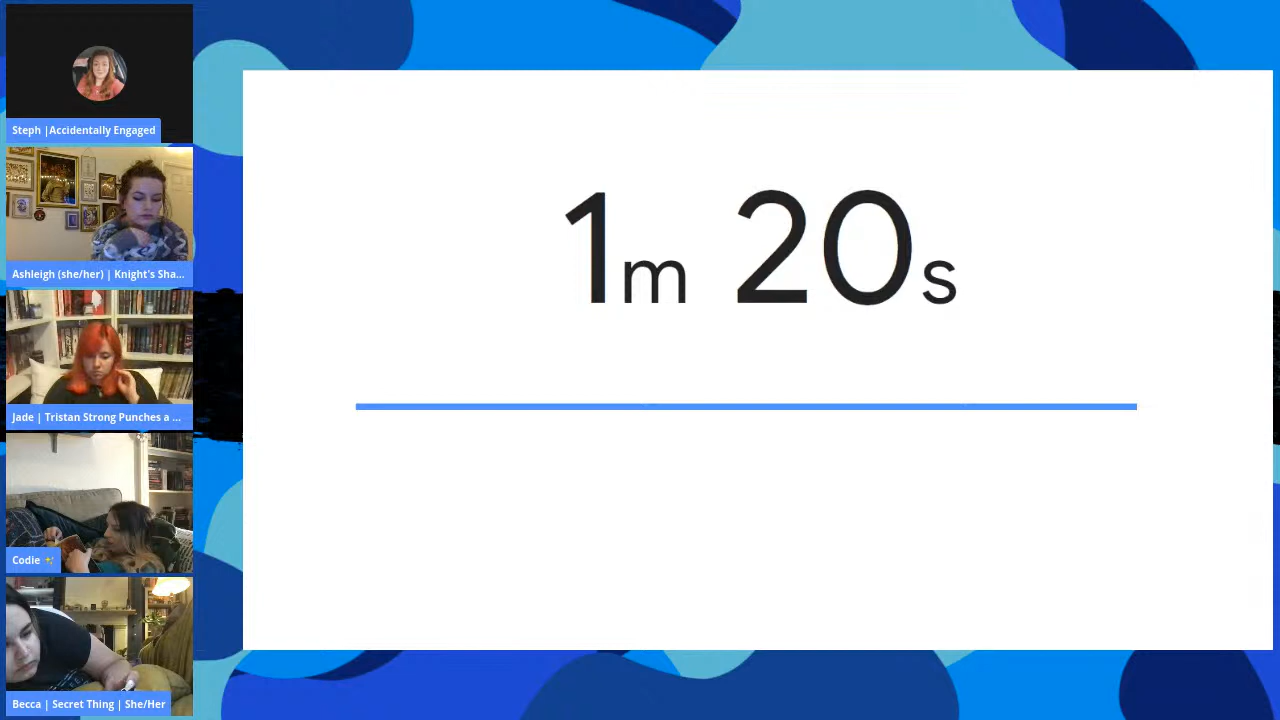 Steph |Accidentally Engaged
Ashleigh (she/her) | Knight's Sha...
Jade | Tristan Strong Punches a ...
Codie ✨
Becca | Secret Thing | She/Her
1m 20s